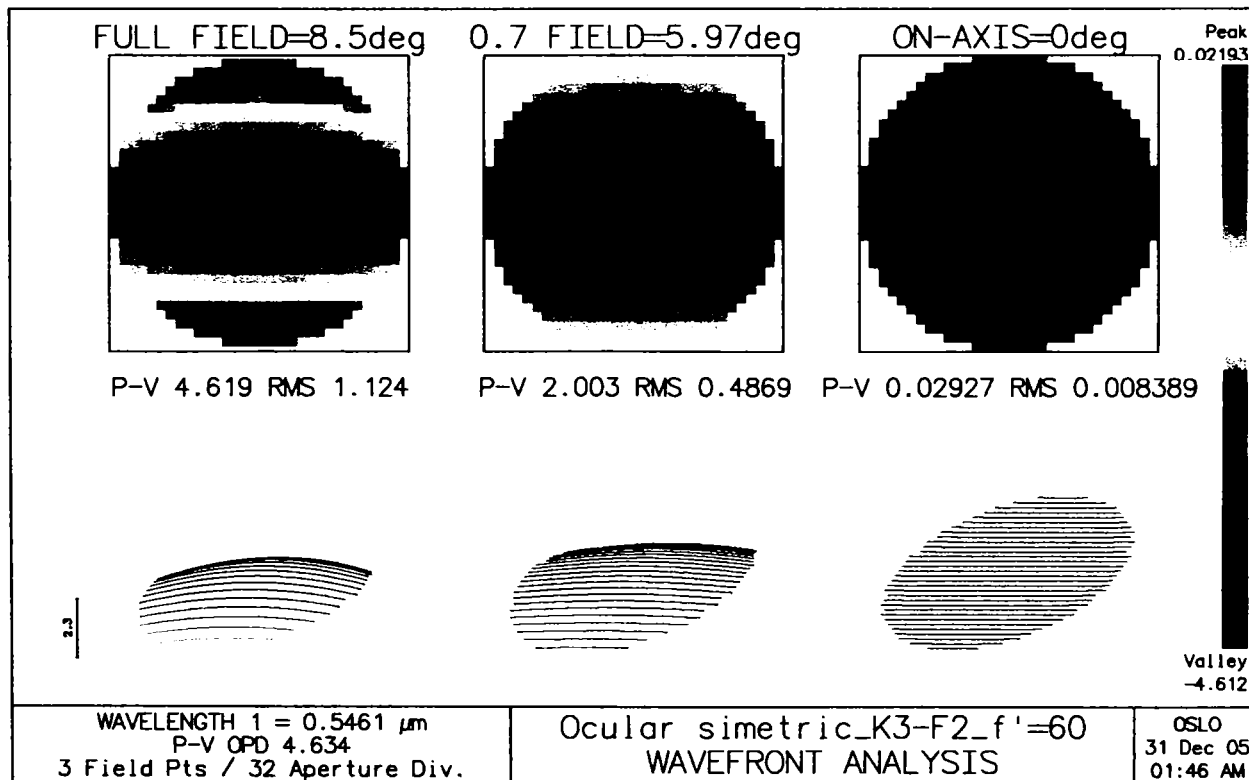 FULL FIELD=8.5deg
0.7 FIELD=5.97deg
ON-AXIS=0deg
Peak
0.02193
P-V 4.619 RMS 1.124
P-V 2.003 RMS 0.4869
P-V 0.02927 RMS 0.008389
2.3
Valley
-4.612
WAVELENGTH 1 = 0.5461 µm
P-V OPD 4.634
3 Field Pts / 32 Aperture Div.
Ocular simetric_K3-F2_f'=60
WAVEFRONT ANALYSIS
OSLO
31 Dec 05
01:46 AM